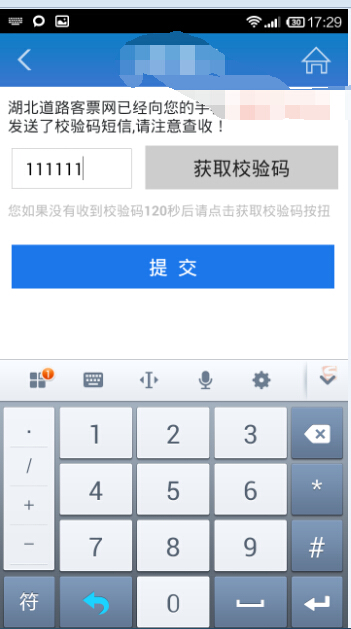 30 17:29
湖北道路客票网已经向您的手
发送了校验码短信,请注意查收！
111111 获取校验码
您如果没有收到校验码120秒后请点击获取校验码按钮
提 交
1
· 1 2 3
/
+ 4 5 6 *
− 7 8 9 #
符 0